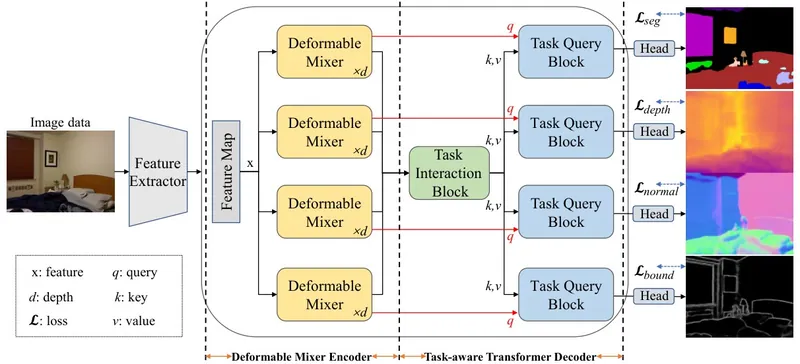 Image data
Feature
Extractor
Feature Map
x
Deformable
Mixer
×d
Deformable
Mixer
×d
Deformable
Mixer
×d
Deformable
Mixer
×d
Task
Interaction
Block
q
k,v
q
k,v
k,v
q
k,v
q
Task Query
Block
Task Query
Block
Task Query
Block
Task Query
Block
ℒseg
Head
ℒdepth
Head
ℒnormal
Head
ℒbound
Head
x: feature q: query
d: depth k: key
ℒ: loss v: value
Deformable Mixer Encoder
Task-aware Transformer Decoder